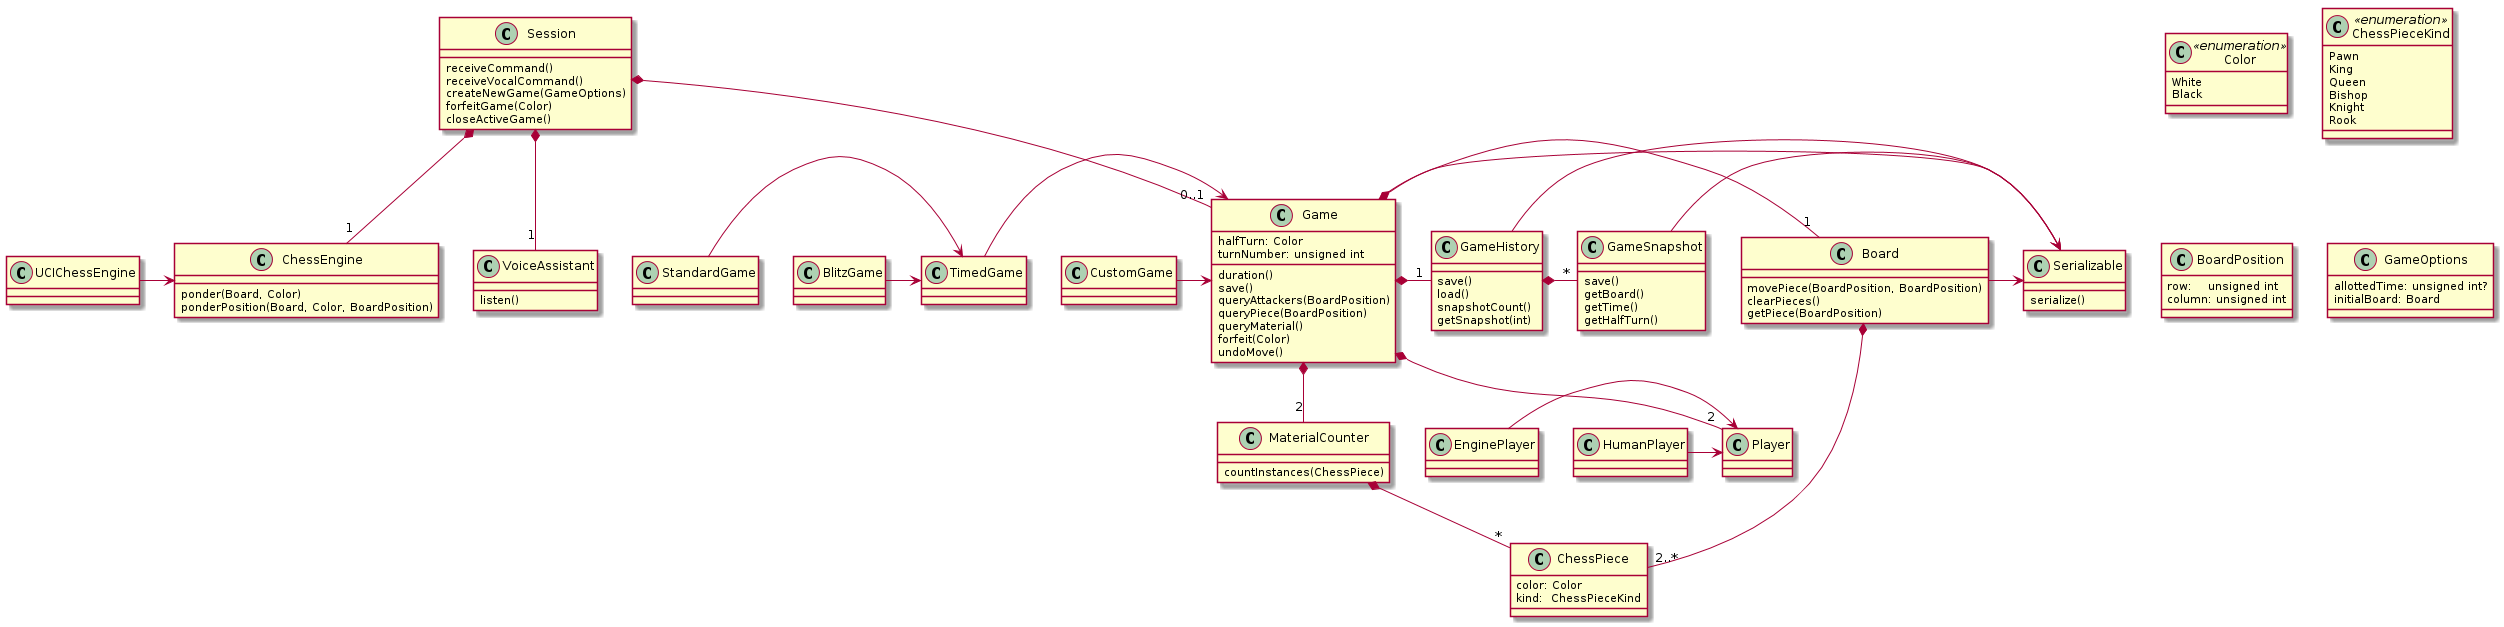 C Session
receiveCommand()
receiveVocalCommand()
createNewGame(GameOptions)
forfeitGame(Color)
closeActiveGame()
C «enumeration»
Color
White
Black
C «enumeration»
ChessPieceKind
Pawn
King
Queen
Bishop
Knight
Rook
1
1
0..1
1
C UCIChessEngine
C ChessEngine
ponder(Board, Color)
ponderPosition(Board, Color, BoardPosition)
C VoiceAssistant
listen()
C StandardGame
C BlitzGame
C TimedGame
C CustomGame
C Game
halfTurn: Color
turnNumber: unsigned int
duration()
save()
queryAttackers(BoardPosition)
queryPiece(BoardPosition)
queryMaterial()
forfeit(Color)
undoMove()
1
C GameHistory
save()
load()
snapshotCount()
getSnapshot(int)
*
C GameSnapshot
save()
getBoard()
getTime()
getHalfTurn()
C Board
movePiece(BoardPosition, BoardPosition)
clearPieces()
getPiece(BoardPosition)
C Serializable
serialize()
C BoardPosition
row: unsigned int
column: unsigned int
C GameOptions
allottedTime: unsigned int?
initialBoard: Board
2
2
C MaterialCounter
countInstances(ChessPiece)
C EnginePlayer
C HumanPlayer
C Player
*
2..*
C ChessPiece
color: Color
kind: ChessPieceKind